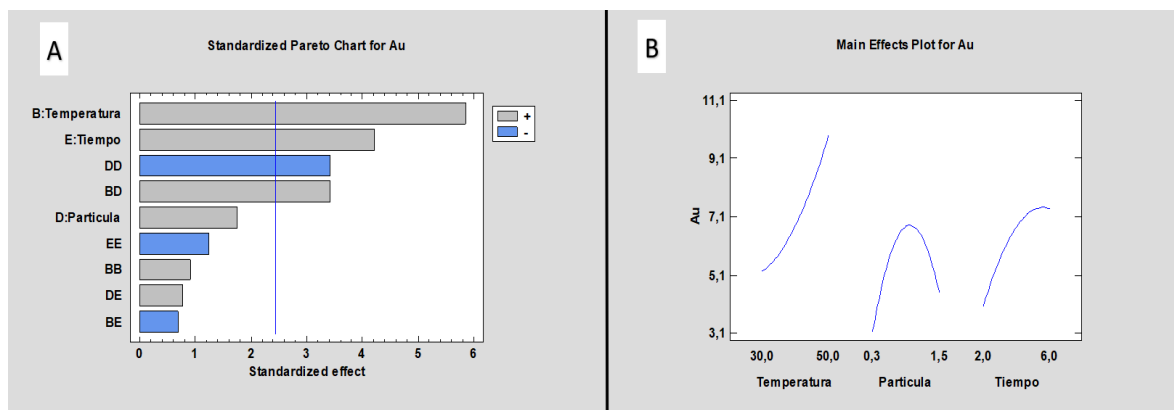 A
Standardized Pareto Chart for Au
B:Temperatura
E:Tiempo
DD
BD
D:Particula
EE
BB
DE
BE
0 1 2 3 4 5 6
Standardized effect
+
-
B
Main Effects Plot for Au
11,1
9,1
7,1
5,1
3,1
Au
30,0 50,0 0,3 1,5 2,0 6,0
Temperatura Particula Tiempo